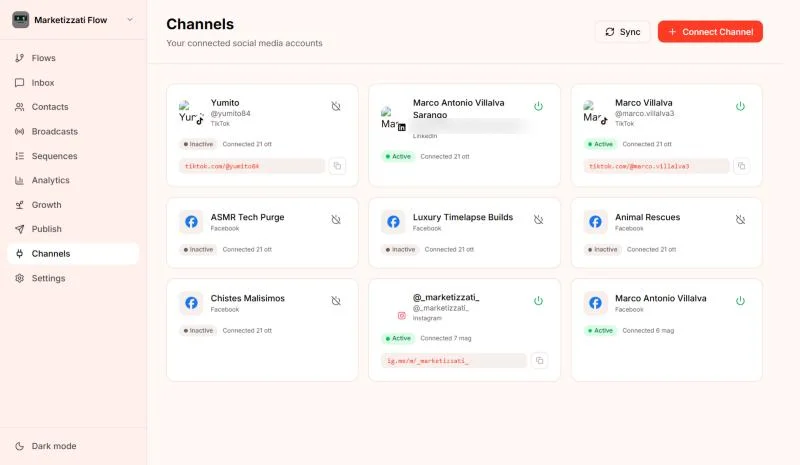 Marketizzati Flow
Flows
Inbox
Contacts
Broadcasts
Sequences
Analytics
Growth
Publish
Channels
Settings
Dark mode
Channels
Your connected social media accounts
Sync
Connect Channel
Yumito
@yumito84
TikTok
Inactive
Connected 21 ott
tiktok.com/@yumito84
Marco Antonio Villalva
Sarango
LinkedIn
Active
Connected 21 ott
Marco Villalva
@marco.villalva3
TikTok
Active
Connected 21 ott
tiktok.com/@marco.villalva3
ASMR Tech Purge
Facebook
Inactive
Connected 21 ott
Luxury Timelapse Builds
Facebook
Inactive
Connected 21 ott
Animal Rescues
Facebook
Inactive
Connected 21 ott
Chistes Malisimos
Facebook
Inactive
Connected 21 ott
@_marketizzati_
@_marketizzati_
Instagram
Active
Connected 7 mag
ig.me/m/_marketizzati_
Marco Antonio Villalva
Facebook
Active
Connected 6 mag